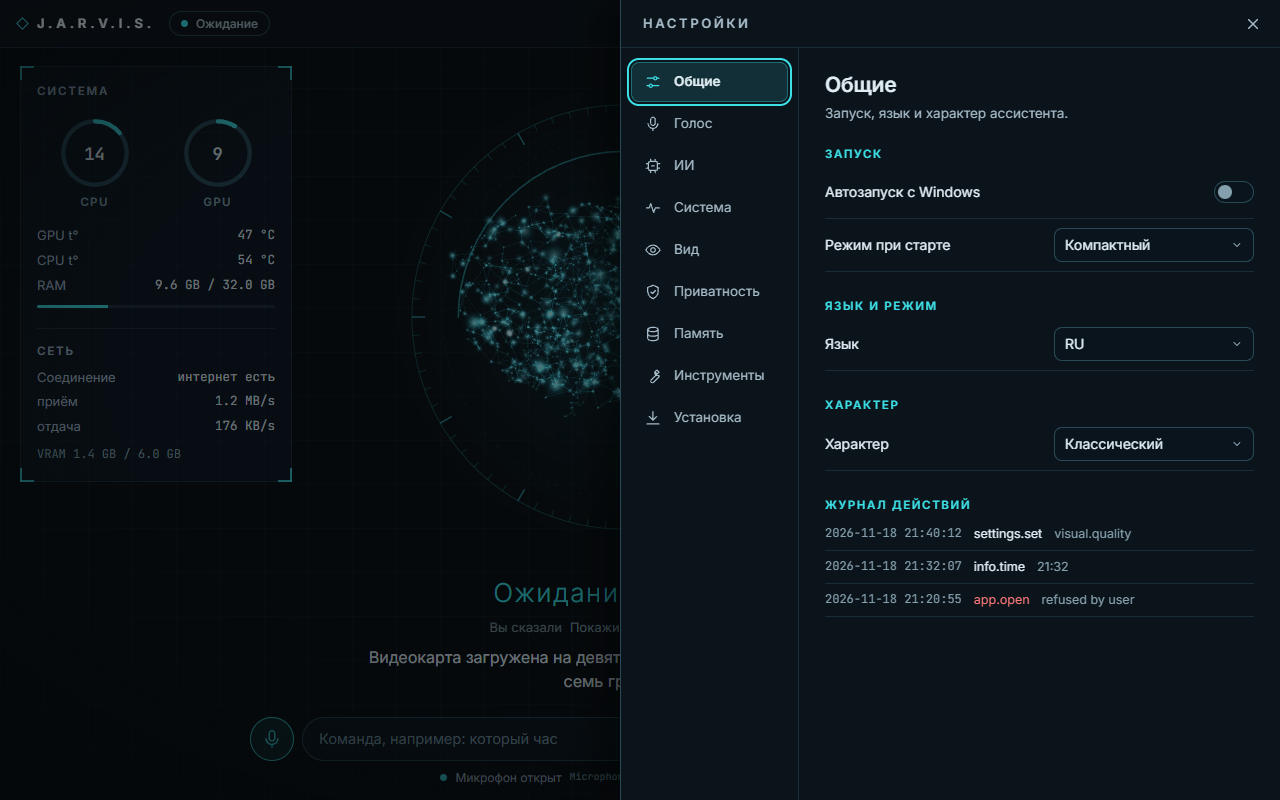 J.A.R.V.I.S.
Ожидание
СИСТЕМА
14
9
CPU
GPU
GPU t° 47 °C
CPU t° 54 °C
RAM 9.6 GB / 32.0 GB
СЕТЬ
Соединение интернет есть
приём 1.2 MB/s
отдача 176 KB/s
VRAM 1.4 GB / 6.0 GB
Вы сказали
Видеокарта загружена на
Команда, например: который час
Микрофон открыт
НАСТРОЙКИ
Общие
Голос
ИИ
Система
Вид
Приватность
Память
Инструменты
Установка
Общие
Запуск, язык и характер ассистента.
ЗАПУСК
Автозапуск с Windows
Режим при старте Компактный
ЯЗЫК И РЕЖИМ
Язык RU
ХАРАКТЕР
Характер Классический
ЖУРНАЛ ДЕЙСТВИЙ
2026-11-18 21:40:12 settings.set visual.quality
2026-11-18 21:32:07 info.time 21:32
2026-11-18 21:20:55 app.open refused by user